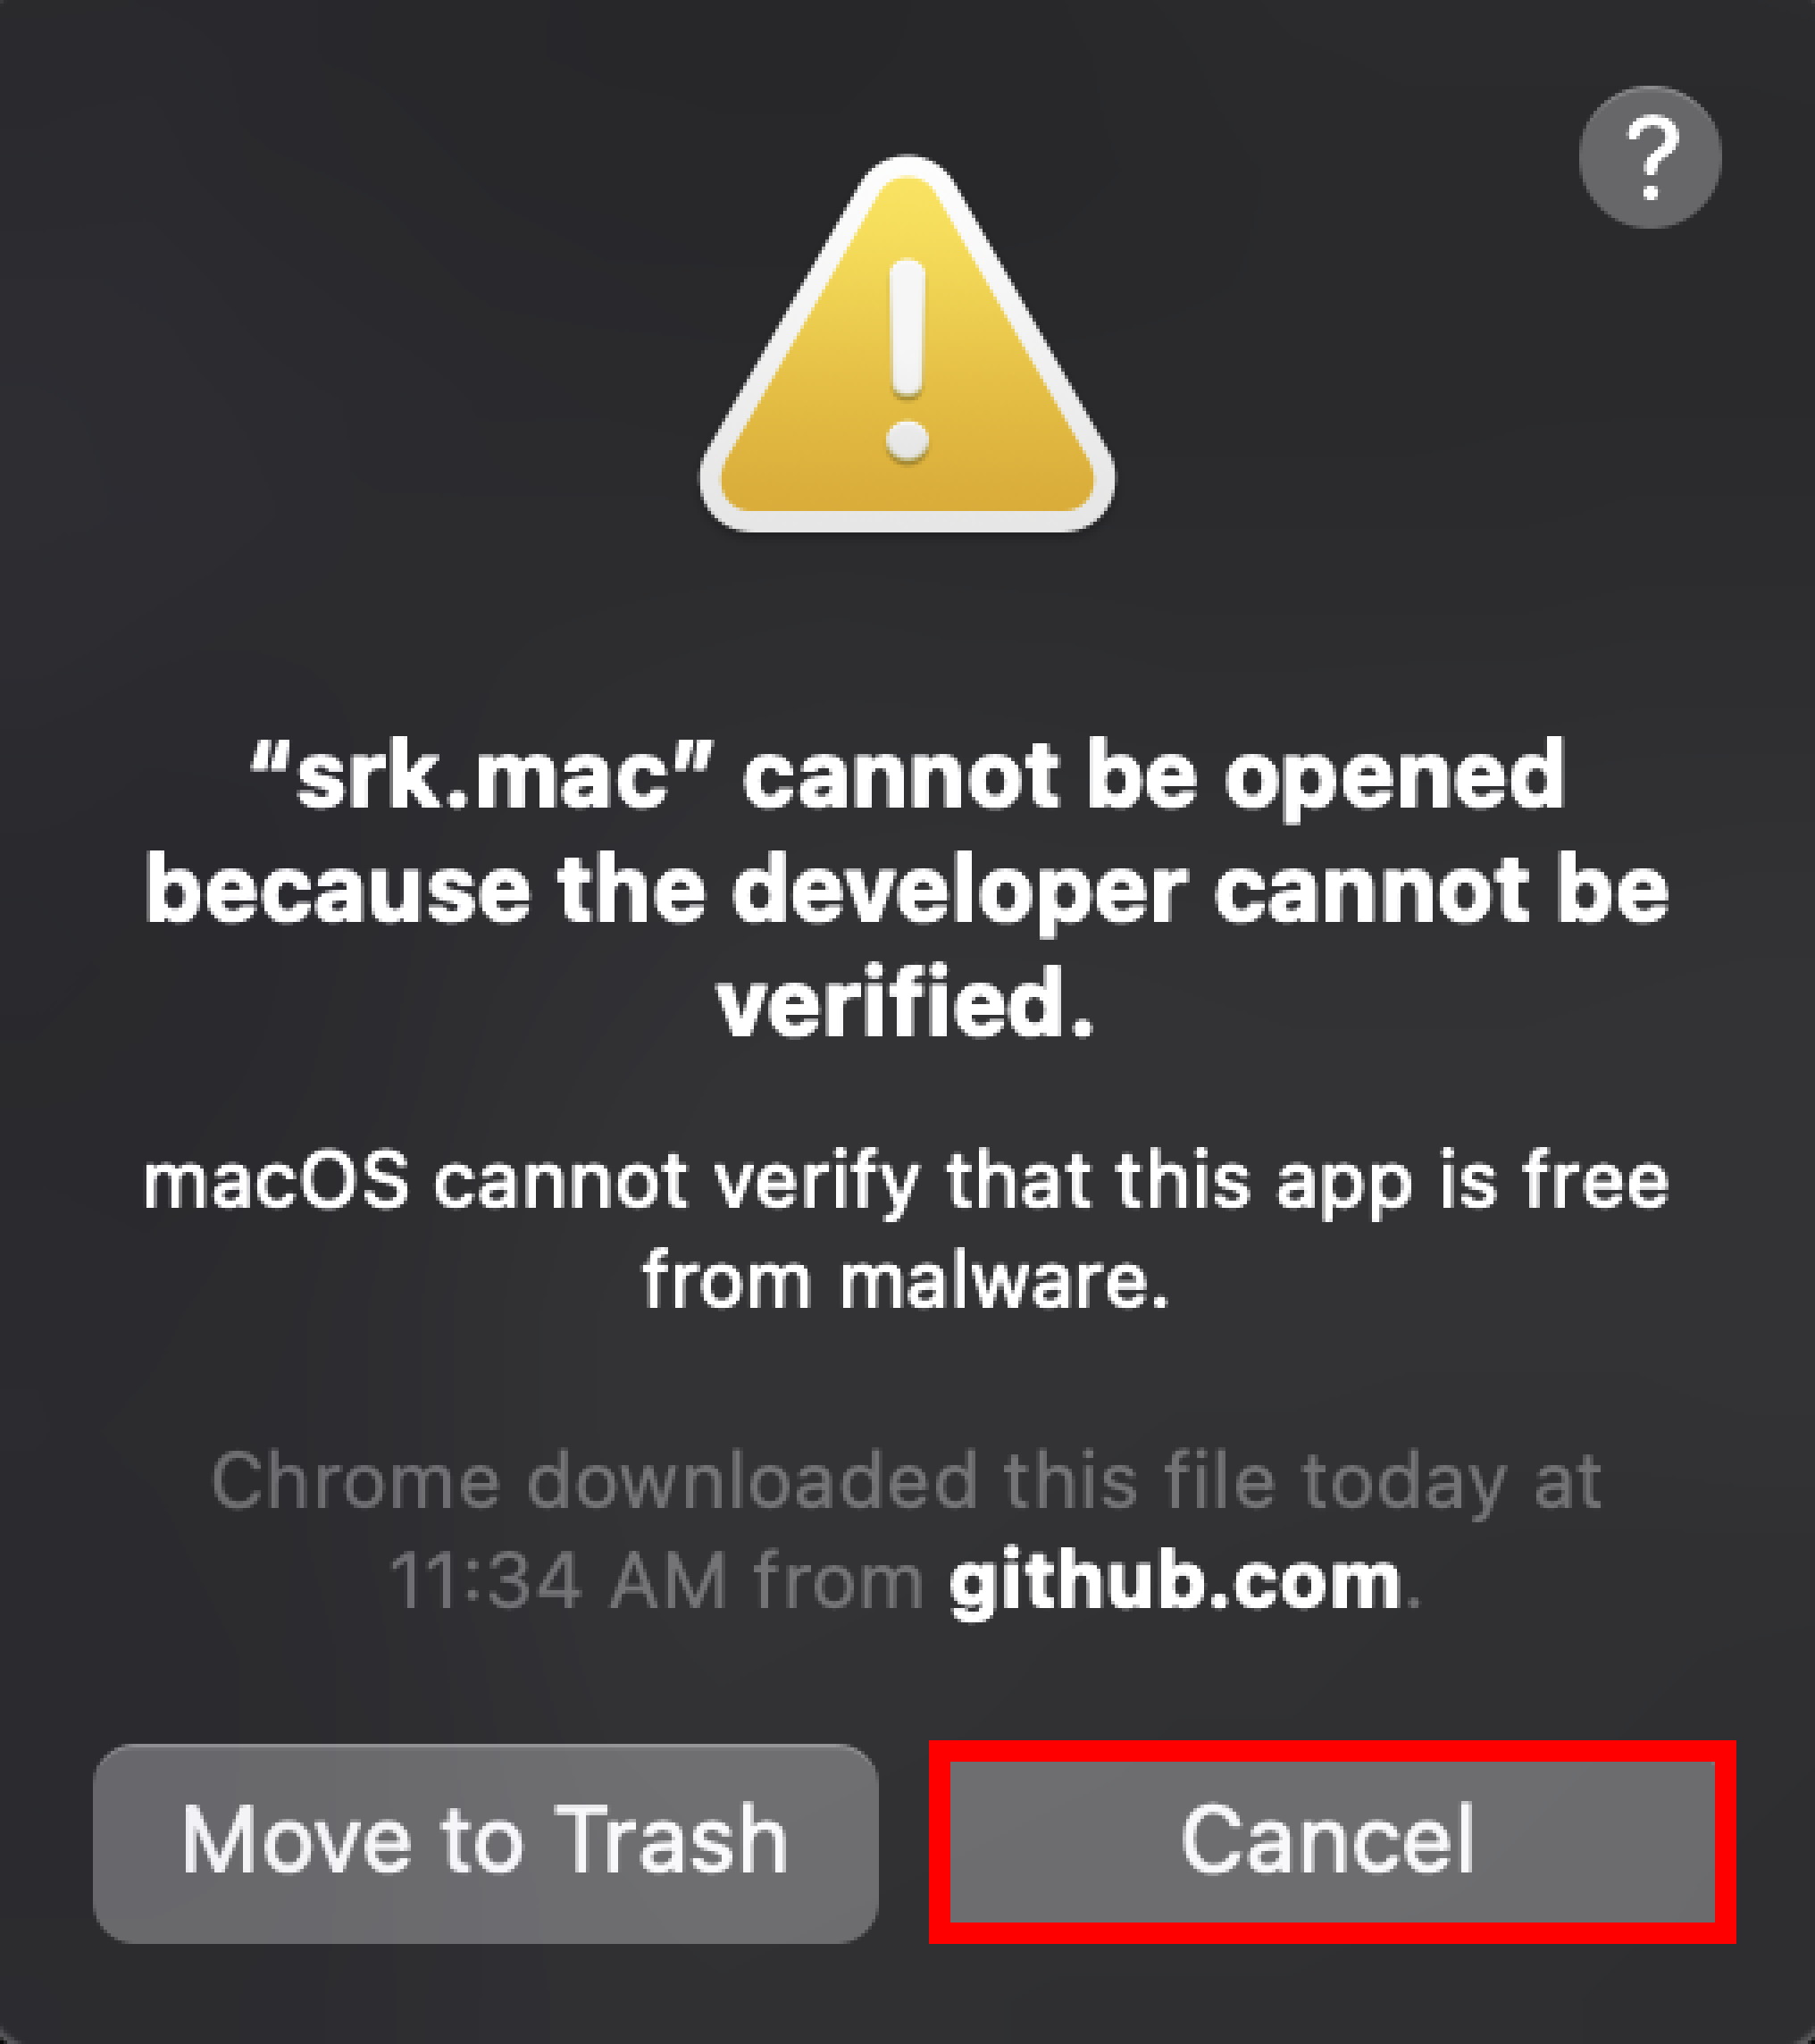 ?
“srk.mac” cannot be opened
because the developer cannot be
verified.
macOS cannot verify that this app is free
from malware.
Chrome downloaded this file today at
11:34 AM from github.com.
Move to Trash
Cancel